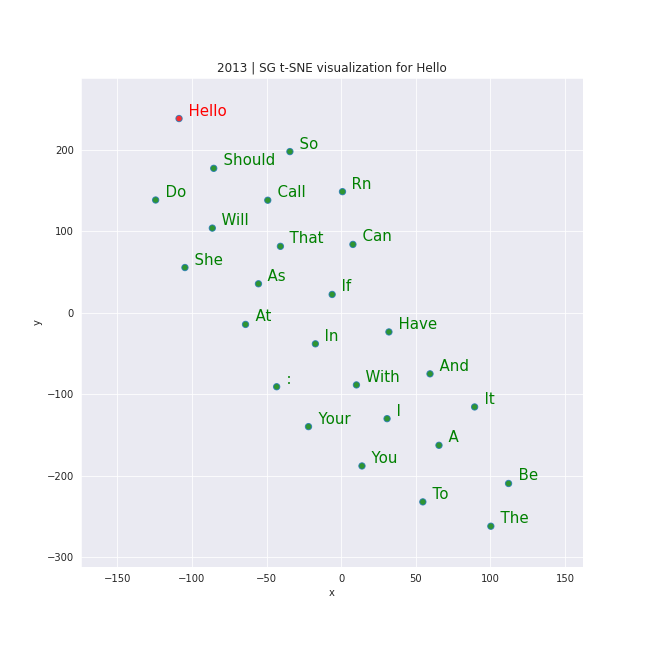 2013 | SG t-SNE visualization for Hello
Hello
So
Should
Do
Call
Rn
Will
That
Can
She
As
If
At
In
Have
:
With
And
Your
I
It
A
You
To
Be
The
200
100
0
−100
−200
−300
y
−150
−100
−50
0
50
100
150
x